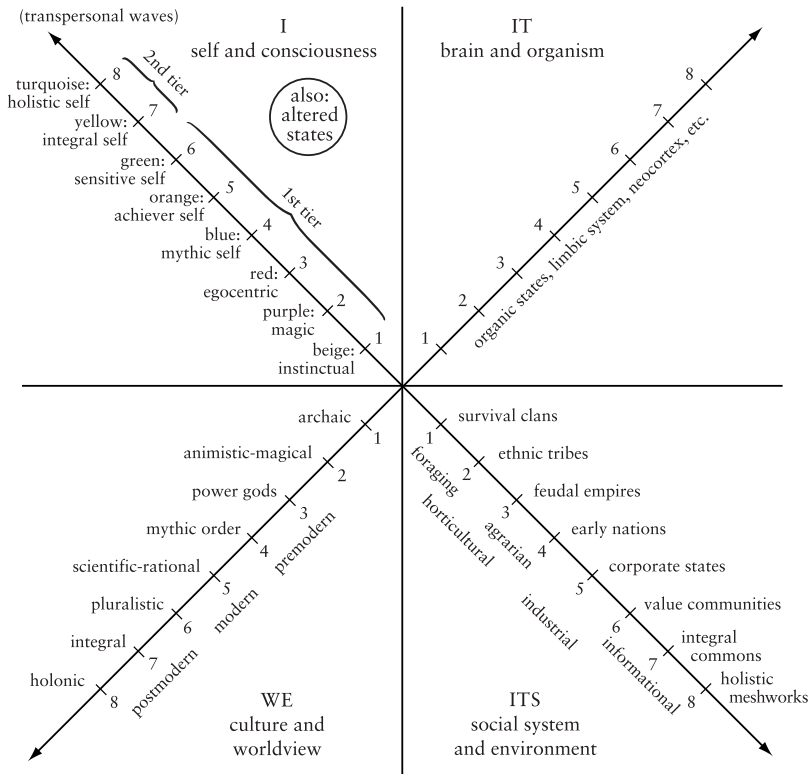 (transpersonal waves)
I
self and consciousness
also:
altered
states
2nd tier
1st tier
8
turquoise:
holistic self
7
yellow:
integral self
6
green:
sensitive self
5
orange:
achiever self
4
blue:
mythic self
3
red:
egocentric
2
purple:
magic
1
beige:
instinctual
IT
brain and organism
8
7
6
5
4
3
2
1
organic states, limbic system, neocortex, etc.
archaic
1
animistic-magical
2
power gods
3
mythic order
4
scientific-rational
5
pluralistic
6
integral
7
holonic
8
premodern
modern
postmodern
WE
culture and
worldview
survival clans
1
ethnic tribes
2
feudal empires
3
early nations
4
corporate states
5
value communities
6
integral
commons
7
holistic
meshworks
8
foraging
horticultural
agrarian
industrial
informational
ITS
social system
and environment